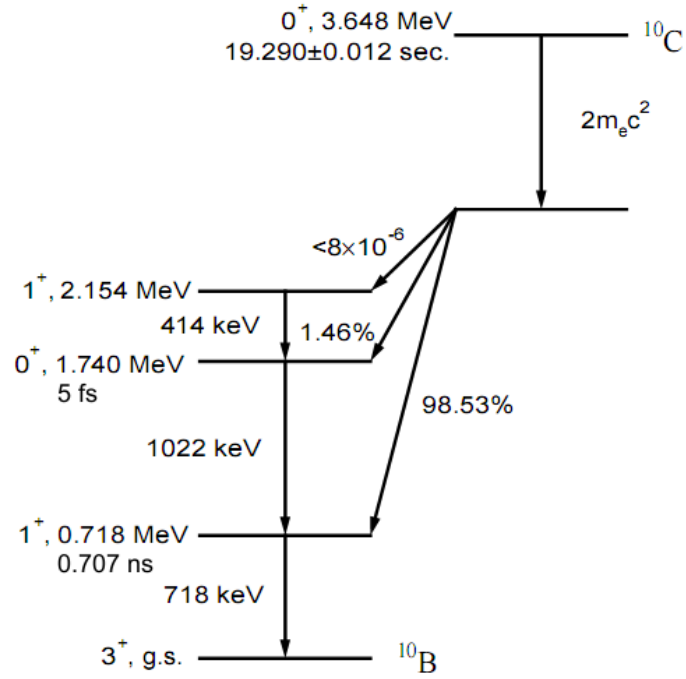 0⁺, 3.648 MeV
¹⁰C
19.290±0.012 sec.
2mₑc²
<8×10⁻⁶
1⁺, 2.154 MeV
414 keV
1.46%
0⁺, 1.740 MeV
5 fs
98.53%
1022 keV
1⁺, 0.718 MeV
0.707 ns
718 keV
3⁺, g.s.
¹⁰B